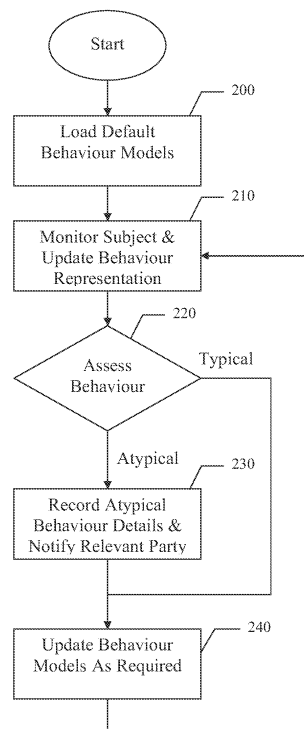 Start
200
Load Default
Behaviour Models
210
Monitor Subject &
Update Behaviour
Representation
220
Assess
Behaviour
Typical
Atypical
230
Record Atypical
Behaviour Details &
Notify Relevant Party
240
Update Behaviour
Models As Required